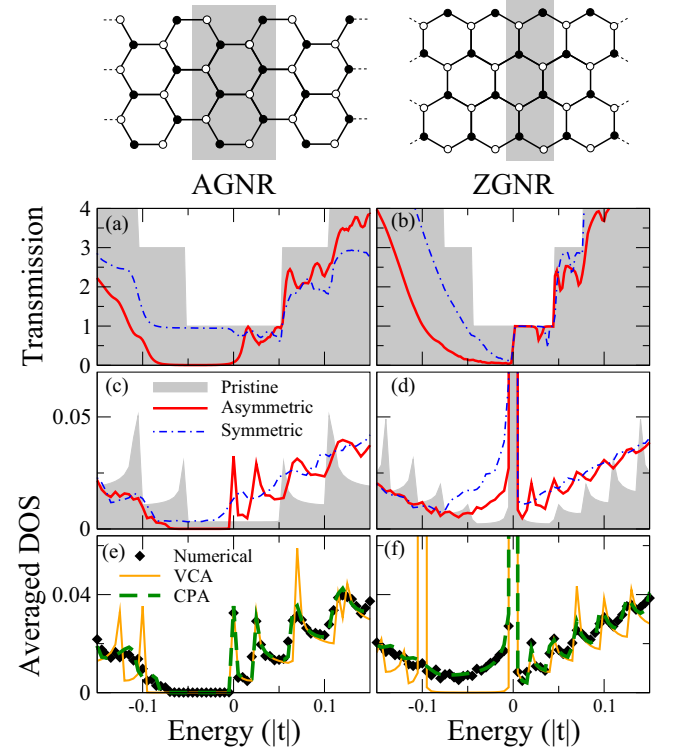 AGNR
ZGNR
Transmission
4
3
2
1
0
(a)
(b)
(c)
(d)
0.05
0
Pristine
Asymmetric
Symmetric
Averaged DOS
(e)
(f)
0.04
0
Numerical
VCA
CPA
-0.1
0
0.1
-0.1
0
0.1
Energy (|t|)
Energy (|t|)